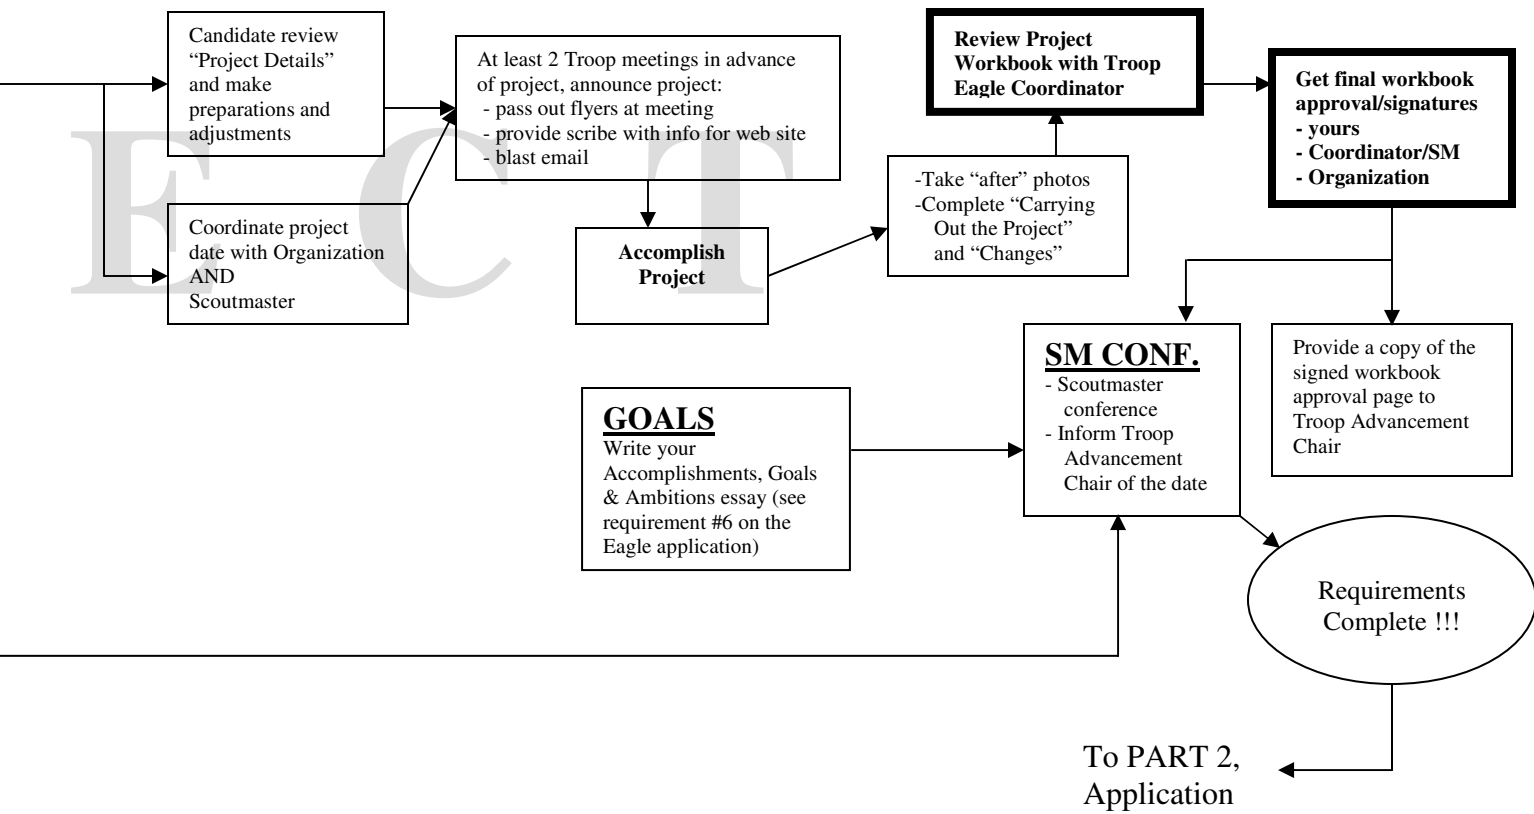 Candidate review
“Project Details”
and make
preparations and
adjustments
At least 2 Troop meetings in advance
of project, announce project:
- pass out flyers at meeting
- provide scribe with info for web site
- blast email
Review Project
Workbook with Troop
Eagle Coordinator
Get final workbook
approval/signatures
- yours
- Coordinator/SM
- Organization
E C T
-Take “after” photos
-Complete “Carrying
Out the Project”
and “Changes”
Coordinate project
date with Organization
AND
Scoutmaster
Accomplish
Project
SM CONF.
- Scoutmaster
conference
- Inform Troop
Advancement
Chair of the date
Provide a copy of the
signed workbook
approval page to
Troop Advancement
Chair
GOALS
Write your
Accomplishments, Goals
& Ambitions essay (see
requirement #6 on the
Eagle application)
Requirements
Complete !!!
To PART 2,
Application